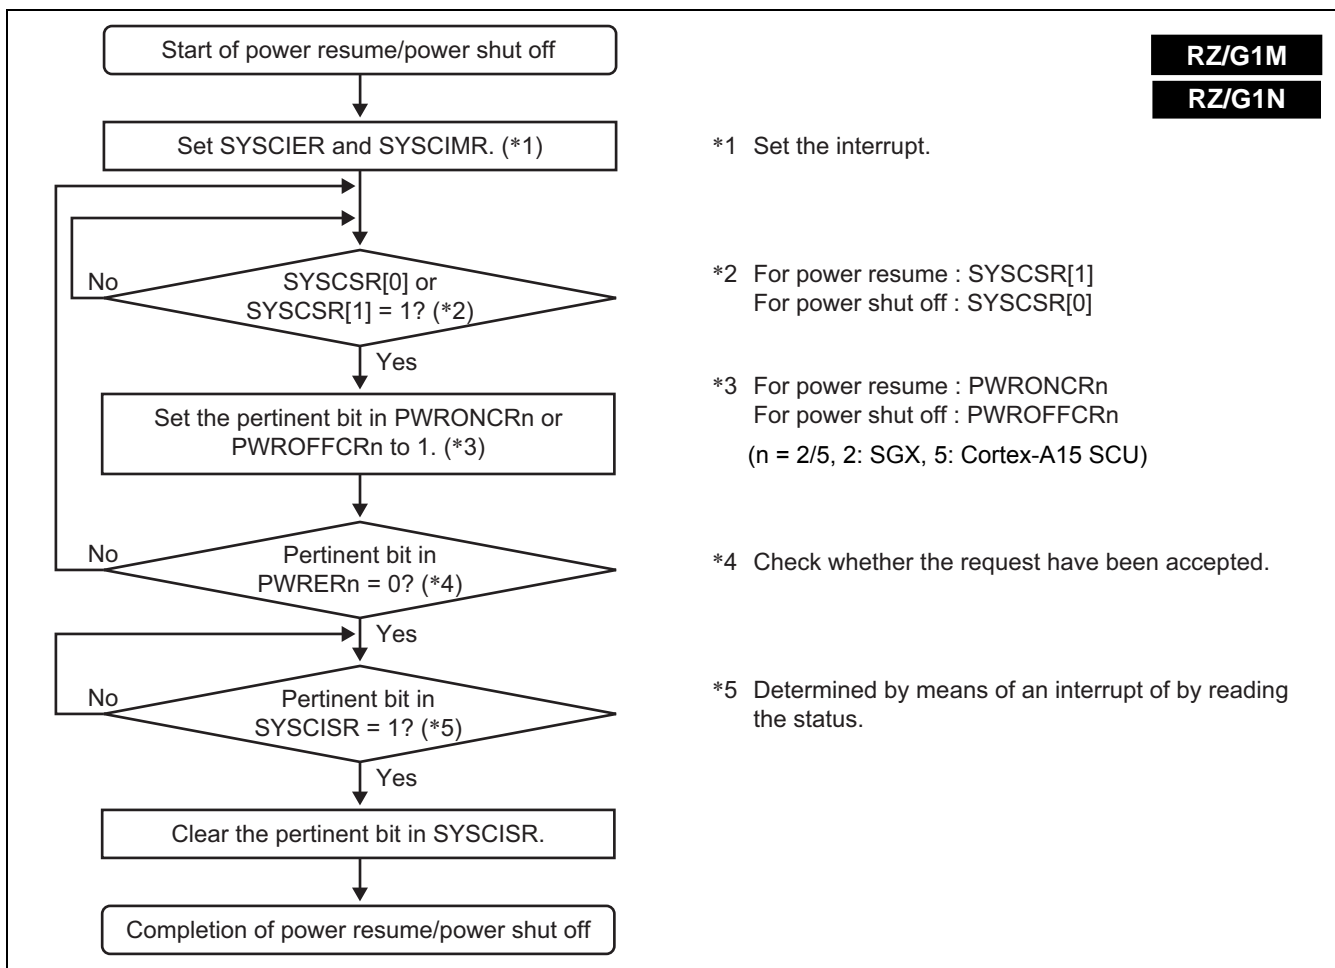 Start of power resume/power shut off
RZ/G1M
RZ/G1N
Set SYSCIER and SYSCIMR. (*1)
*1 Set the interrupt.
No
SYSCSR[0] or
SYSCSR[1] = 1? (*2)
*2 For power resume : SYSCSR[1]
For power shut off : SYSCSR[0]
Yes
Set the pertinent bit in PWRONCRn or
PWROFFCRn to 1. (*3)
*3 For power resume : PWRONCRn
For power shut off : PWROFFCRn
(n = 2/5, 2: SGX, 5: Cortex-A15 SCU)
No
Pertinent bit in
PWRERn = 0? (*4)
*4 Check whether the request have been accepted.
Yes
No
Pertinent bit in
SYSCISR = 1? (*5)
*5 Determined by means of an interrupt of by reading
the status.
Yes
Clear the pertinent bit in SYSCISR.
Completion of power resume/power shut off